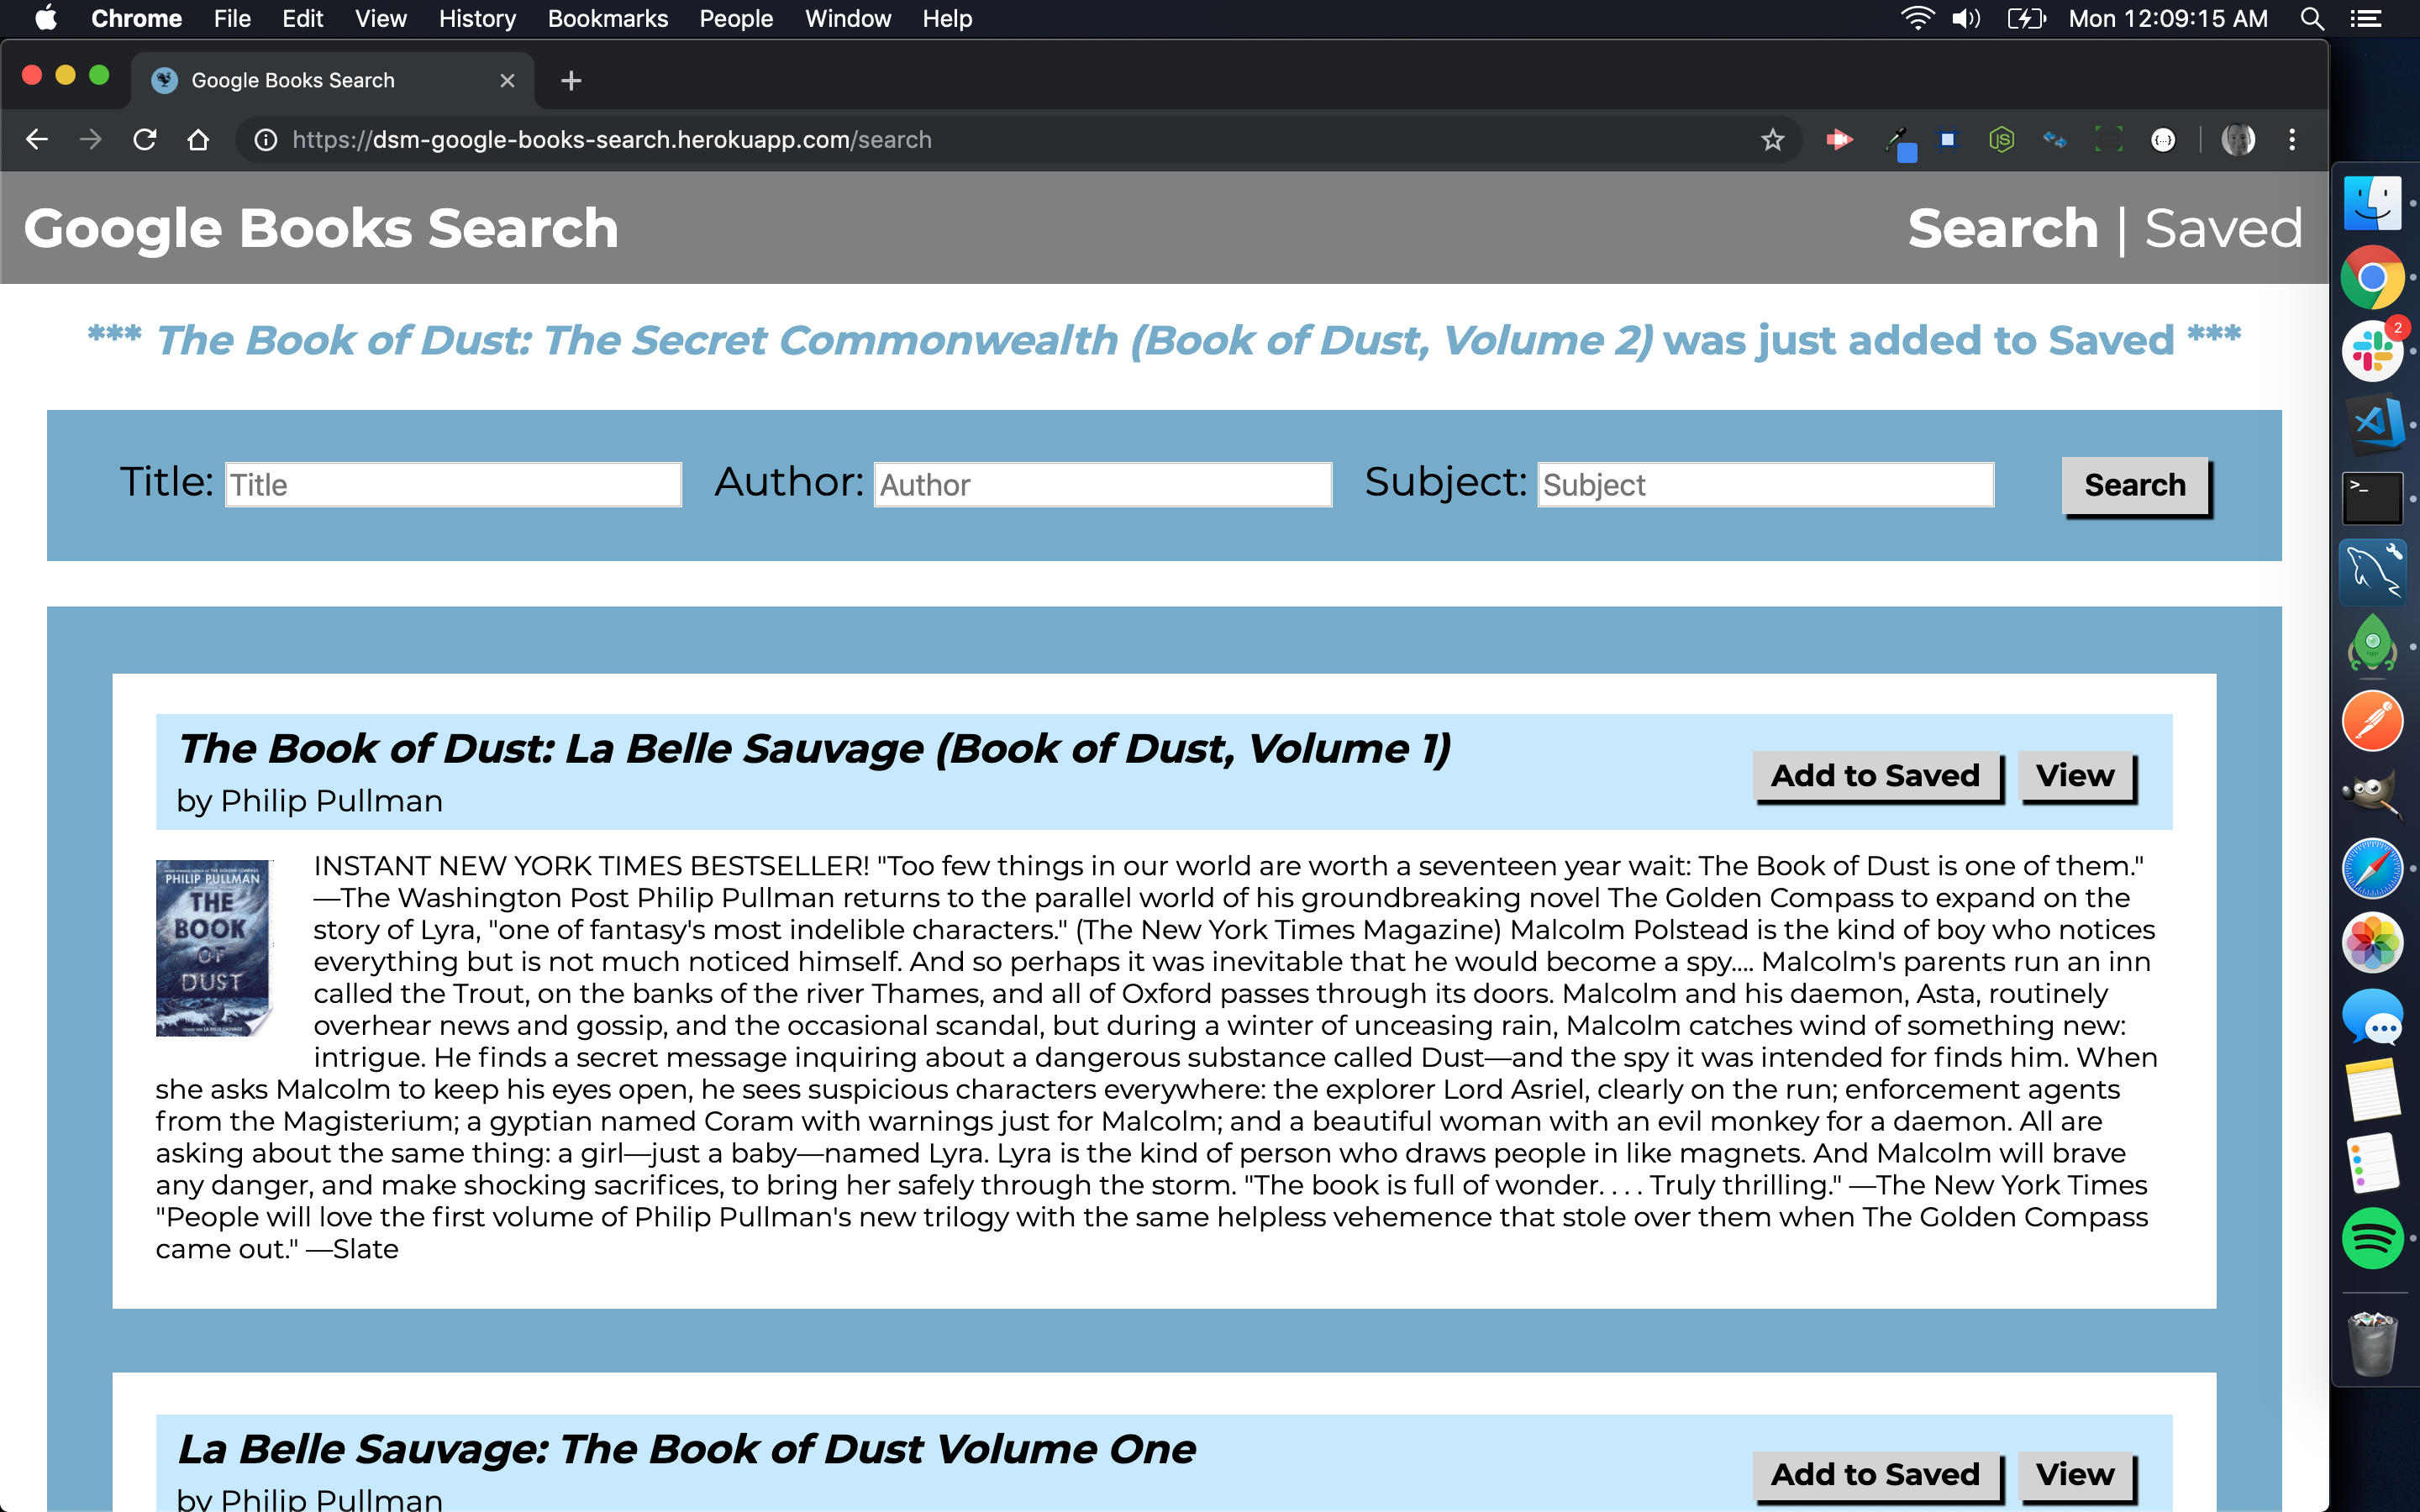 Chrome File Edit View History Bookmarks People Window Help Mon 12:09:15 AM
Google Books Search
https://dsm-google-books-search.herokuapp.com/search
Google Books Search Search | Saved
2
*** The Book of Dust: The Secret Commonwealth (Book of Dust, Volume 2) was just added to Saved ***
Title: Title Author: Author Subject: Subject Search
The Book of Dust: La Belle Sauvage (Book of Dust, Volume 1)
by Philip Pullman
Add to Saved View
PHILIP PULLMAN
THE
BOOK
OF
DUST
INSTANT NEW YORK TIMES BESTSELLER! "Too few things in our world are worth a seventeen year wait: The Book of Dust is one of them."
—The Washington Post Philip Pullman returns to the parallel world of his groundbreaking novel The Golden Compass to expand on the
story of Lyra, "one of fantasy's most indelible characters." (The New York Times Magazine) Malcolm Polstead is the kind of boy who notices
everything but is not much noticed himself. And so perhaps it was inevitable that he would become a spy.... Malcolm's parents run an inn
called the Trout, on the banks of the river Thames, and all of Oxford passes through its doors. Malcolm and his daemon, Asta, routinely
overhear news and gossip, and the occasional scandal, but during a winter of unceasing rain, Malcolm catches wind of something new:
intrigue. He finds a secret message inquiring about a dangerous substance called Dust—and the spy it was intended for finds him. When
she asks Malcolm to keep his eyes open, he sees suspicious characters everywhere: the explorer Lord Asriel, clearly on the run; enforcement agents
from the Magisterium; a gyptian named Coram with warnings just for Malcolm; and a beautiful woman with an evil monkey for a daemon. All are
asking about the same thing: a girl—just a baby—named Lyra. Lyra is the kind of person who draws people in like magnets. And Malcolm will brave
any danger, and make shocking sacrifices, to bring her safely through the storm. "The book is full of wonder. . . . Truly thrilling." —The New York Times
"People will love the first volume of Philip Pullman's new trilogy with the same helpless vehemence that stole over them when The Golden Compass
came out." —Slate
La Belle Sauvage: The Book of Dust Volume One
by Philip Pullman
Add to Saved View